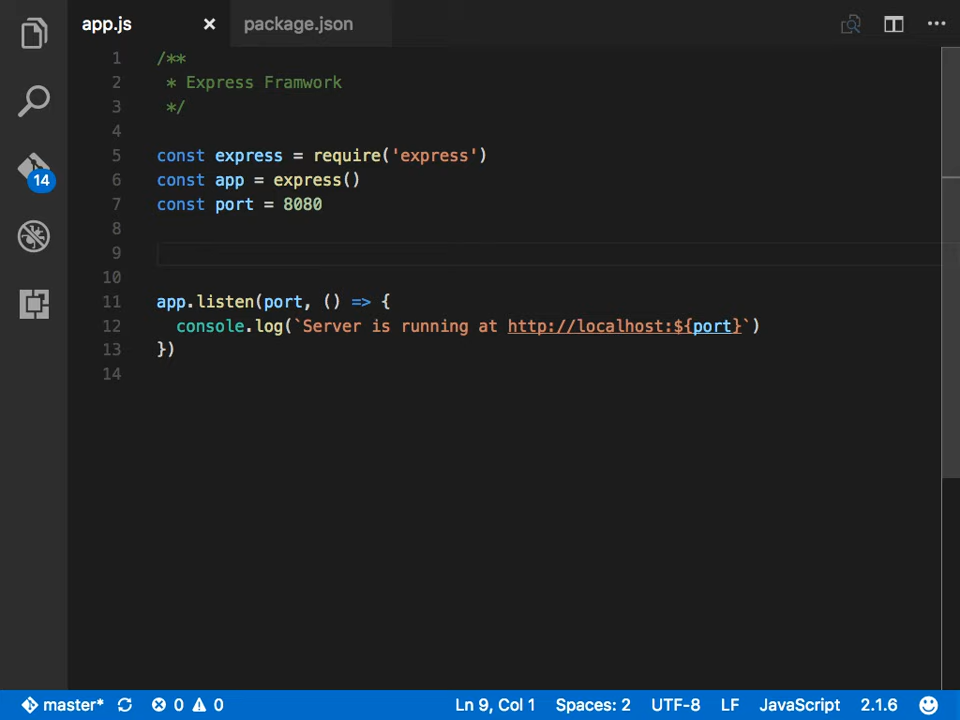 app.js × package.json
1 /**
2  * Express Framwork
3  */
4
5 const express = require('express')
6 const app = express()
7 const port = 8080
8
9
10
11 app.listen(port, () => {
12   console.log(`Server is running at http://localhost:${port}`)
13 })
14
14
master* 0 0 Ln 9, Col 1 Spaces: 2 UTF-8 LF JavaScript 2.1.6